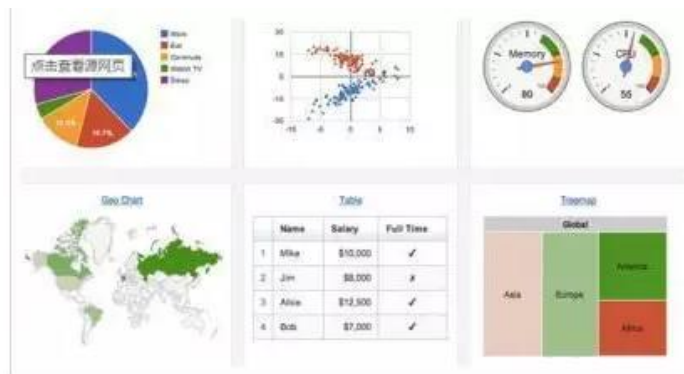 Work
Eat
Commute
Watch TV
Sleep
点击查看源网页
Memory
80
CPU
55
Geo Chart
Table
Treemap
Name Salary Full Time
1 Mike $10,000 ✓
2 Jim $8,000 ✗
3 Alice $12,500 ✓
4 Bob $7,000 ✓
Global
Asia
Europe
America
Africa